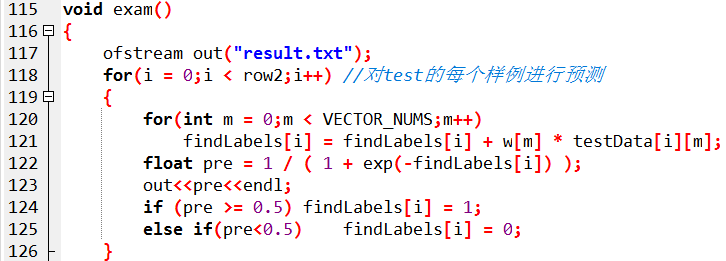 115 void exam()
116 {
117 ofstream out("result.txt");
118 for(i = 0;i < row2;i++) //对test的每个样例进行预测
119 {
120 for(int m = 0;m < VECTOR_NUMS;m++)
121 findLabels[i] = findLabels[i] + w[m] * testData[i][m];
122 float pre = 1 / ( 1 + exp(-findLabels[i]) );
123 out<<pre<<endl;
124 if (pre >= 0.5) findLabels[i] = 1;
125 else if(pre<0.5) findLabels[i] = 0;
126 }